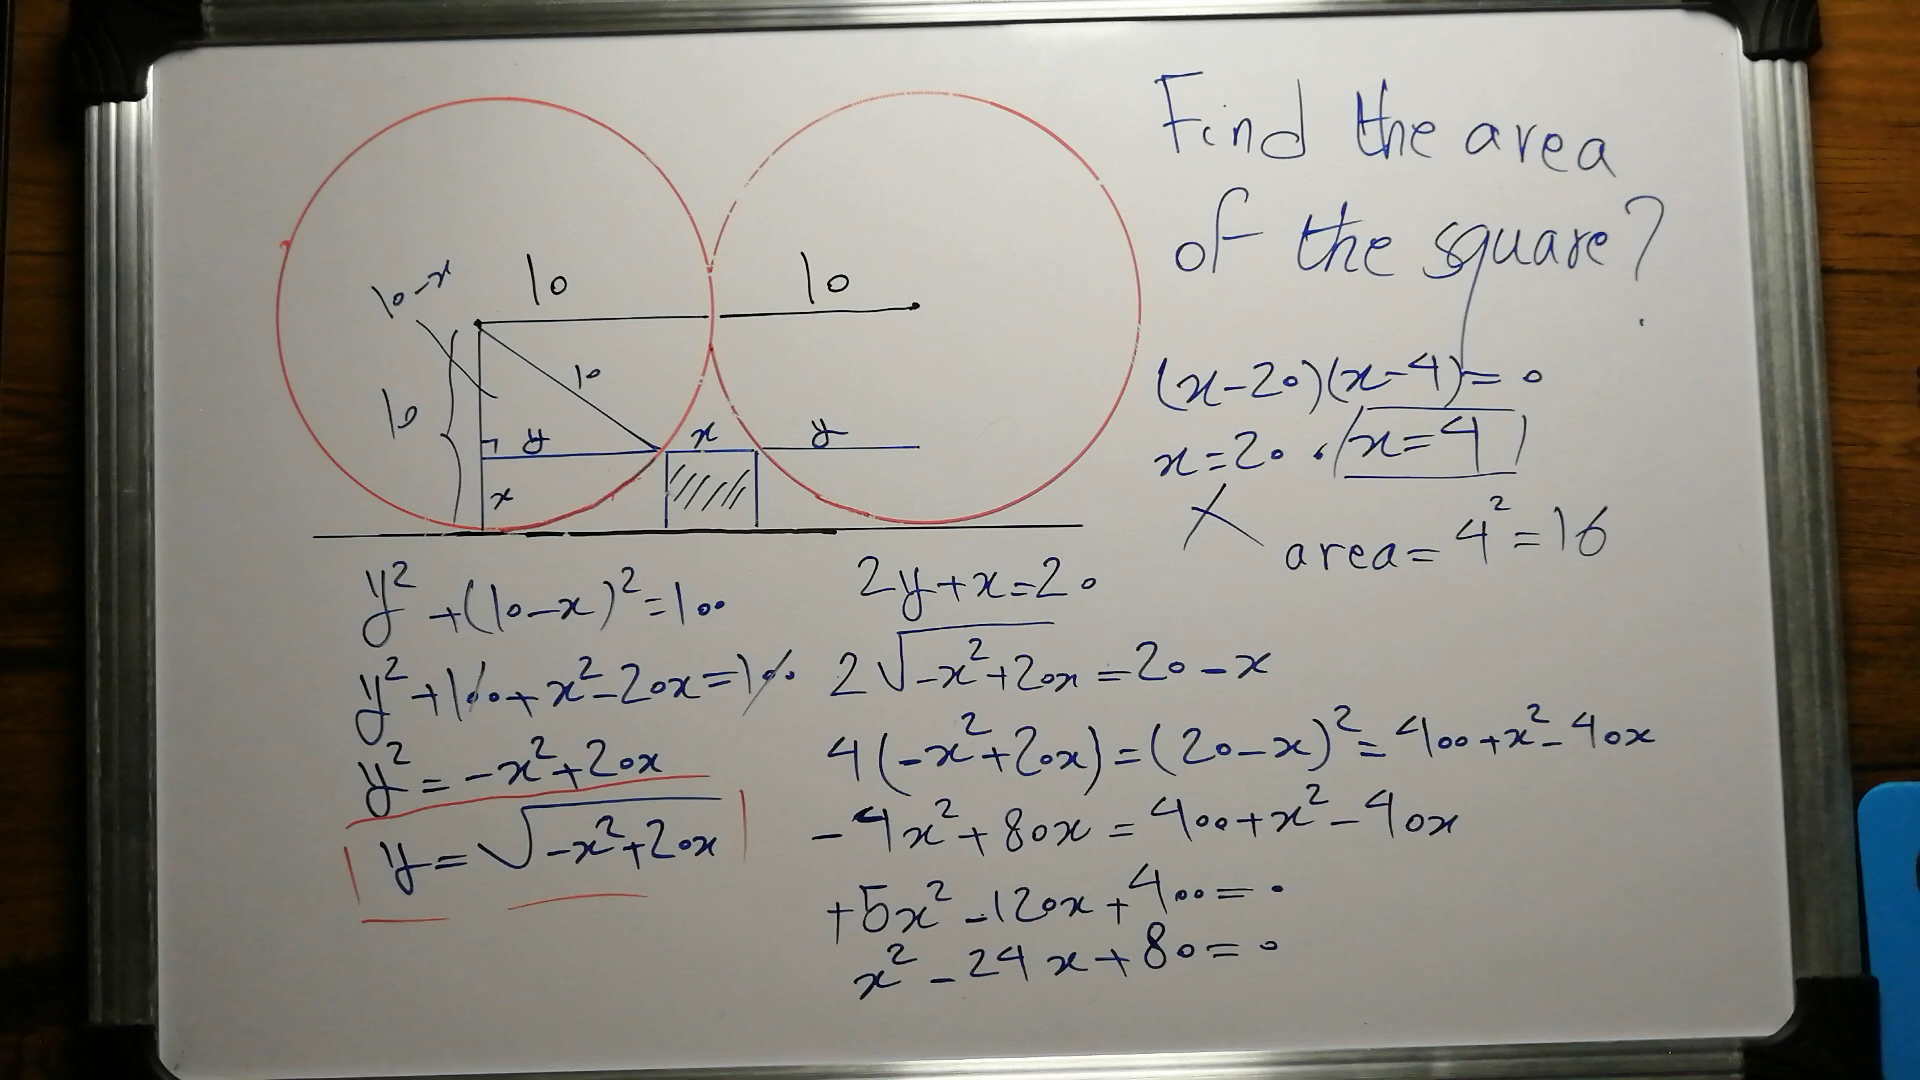 Find the area
of the square?
10-x
10
10
10
10
y
x
y
x
(x-20)(x-4)=0
x=20, x=4
X
area=4²=16
y²+(10-x)²=100
y²+100+x²-20x=100
y²=-x²+20x
y=√-x²+20x
2y+x=20
2√-x²+20x=20-x
4(-x²+20x)=(20-x)²=400+x²-40x
-4x²+80x=400+x²-40x
+5x²-120x+400=0
x²-24x+80=0